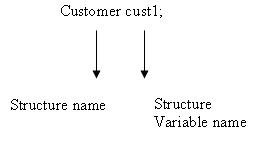 Customer cust1;
Structure name
Structure
Variable name